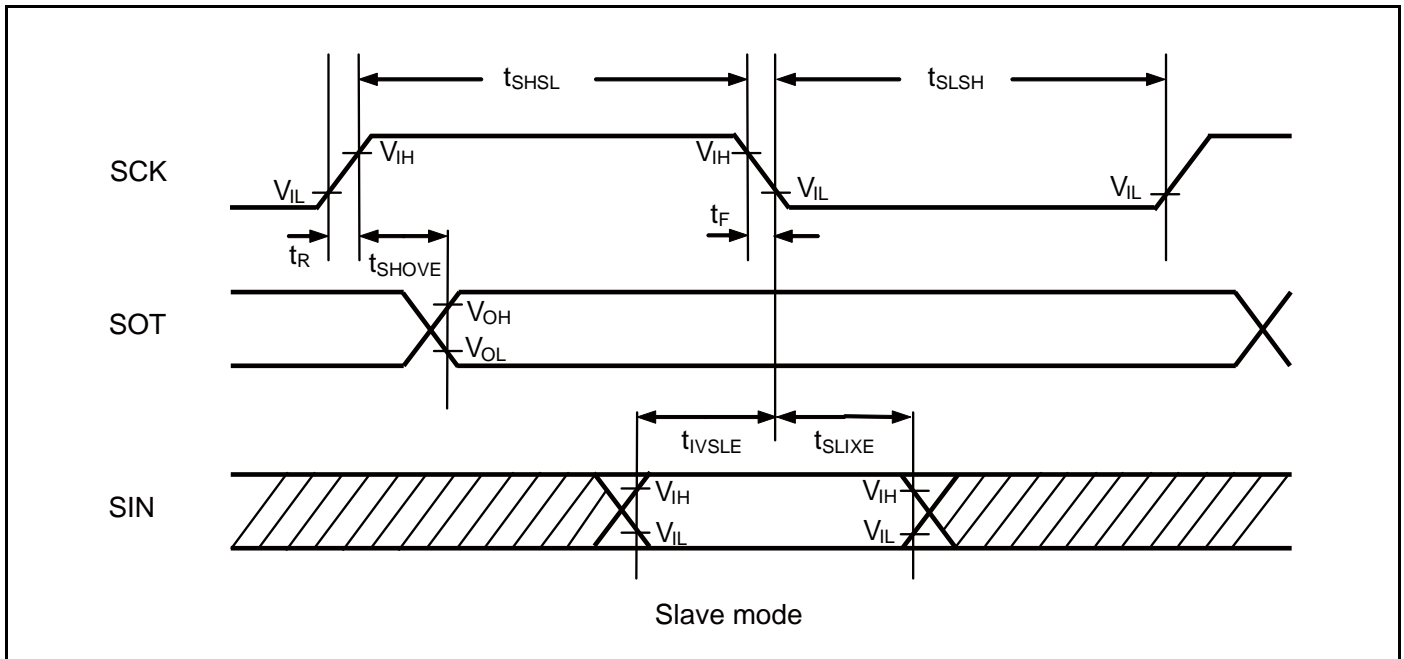 tSHSL
tSLSH
SCK
VIH
VIH
VIL
VIL
VIL
tF
tR
tSHOVE
SOT
VOH
VOL
tIVSLE
tSLIXE
SIN
VIH
VIH
VIL
VIL
Slave mode